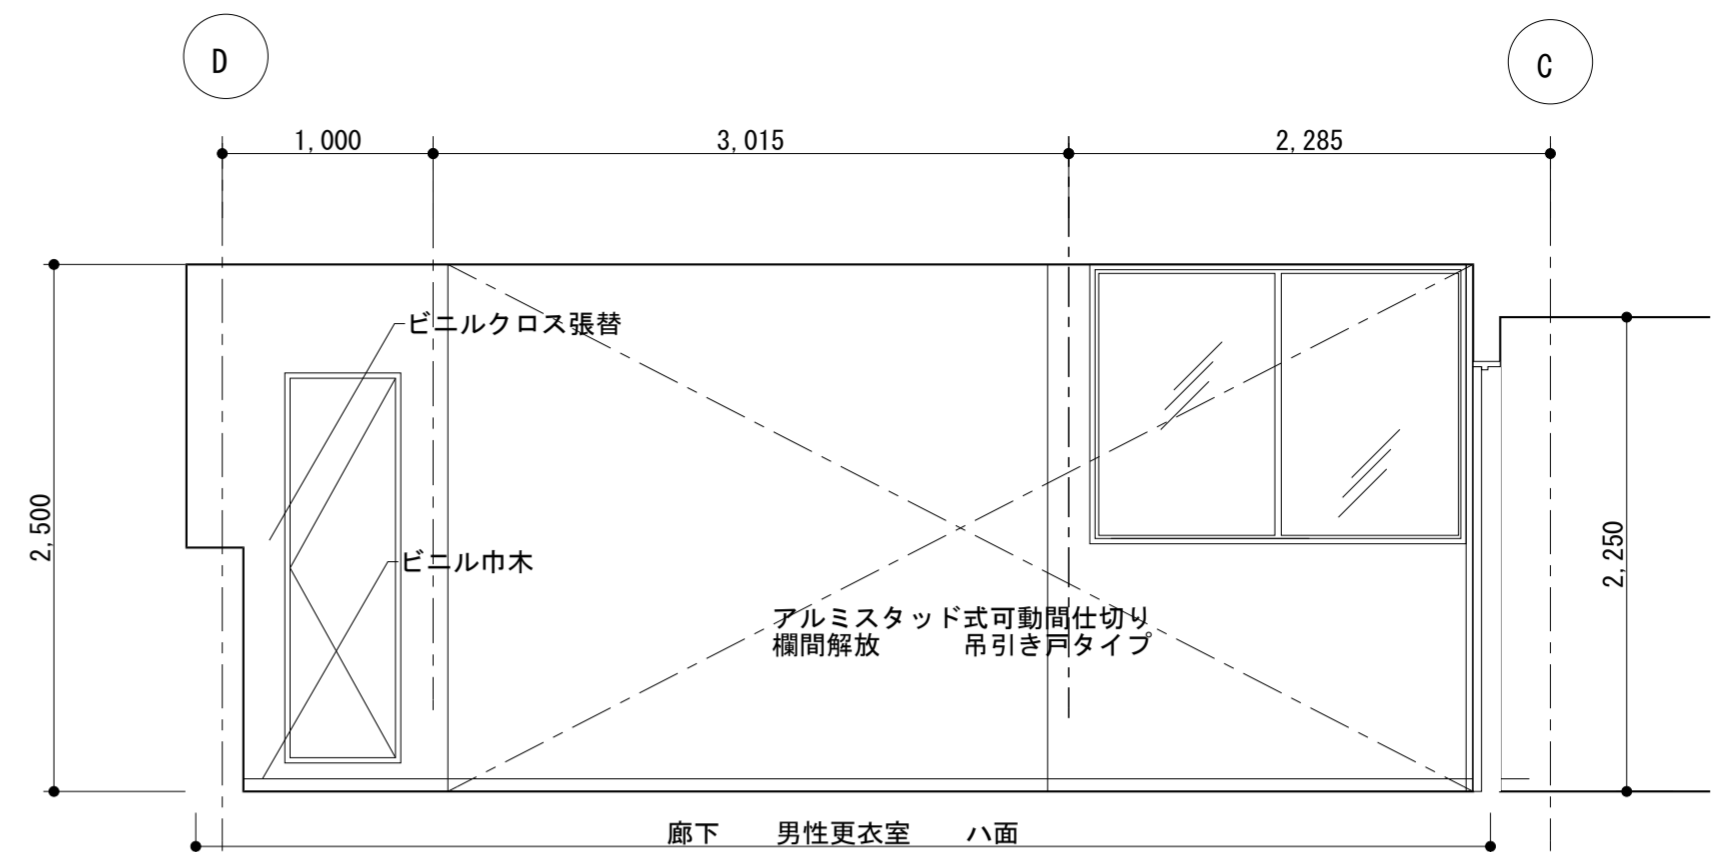 D
C
1,000
3,015
2,285
ビニルクロス張替
2,500
ビニル巾木
2,250
アルミスタッド式可動間仕切り
欄間解放 吊引き戸タイプ
廊下 男性更衣室 ハ面